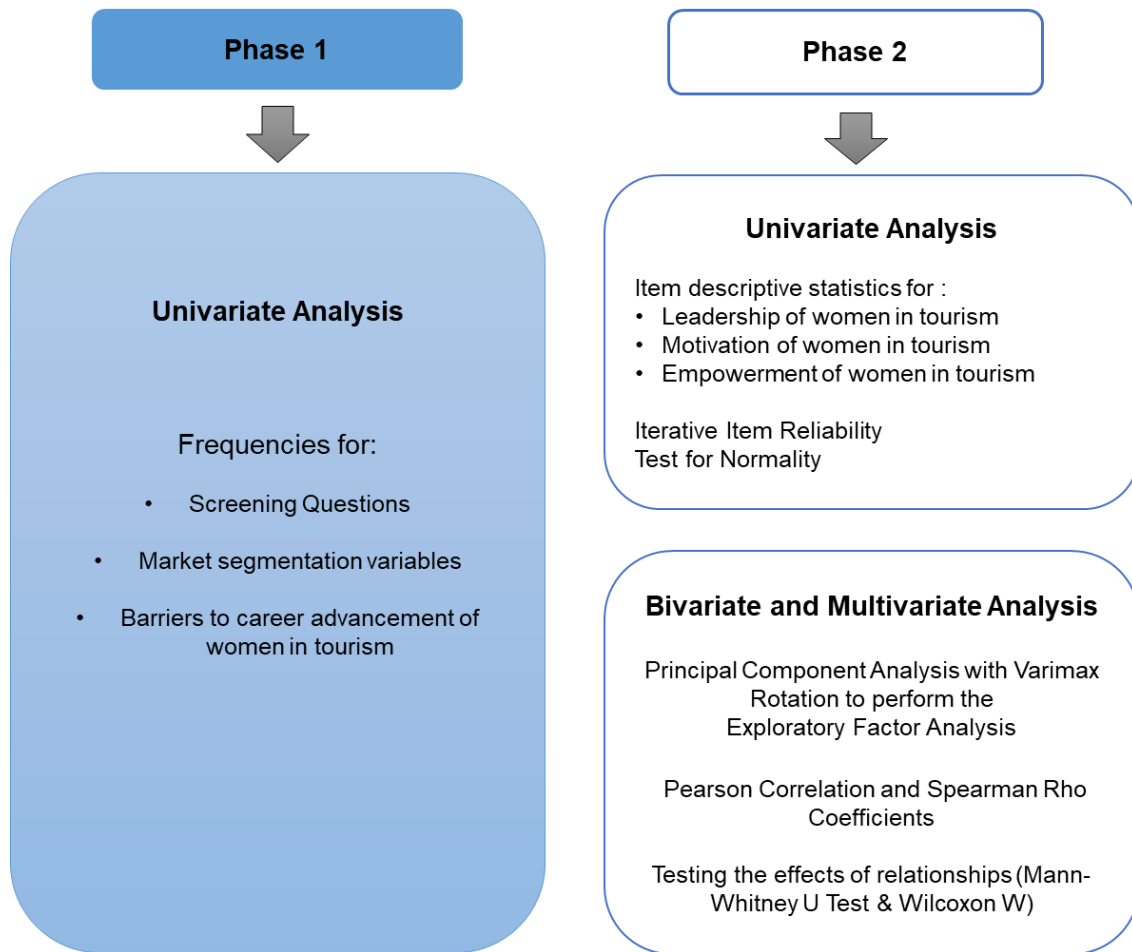 Phase 1
Univariate Analysis
Frequencies for:
• Screening Questions
• Market segmentation variables
• Barriers to career advancement of
women in tourism
Phase 2
Univariate Analysis
Item descriptive statistics for :
• Leadership of women in tourism
• Motivation of women in tourism
• Empowerment of women in tourism
Iterative Item Reliability
Test for Normality
Bivariate and Multivariate Analysis
Principal Component Analysis with Varimax
Rotation to perform the
Exploratory Factor Analysis
Pearson Correlation and Spearman Rho
Coefficients
Testing the effects of relationships (Mann-
Whitney U Test & Wilcoxon W)